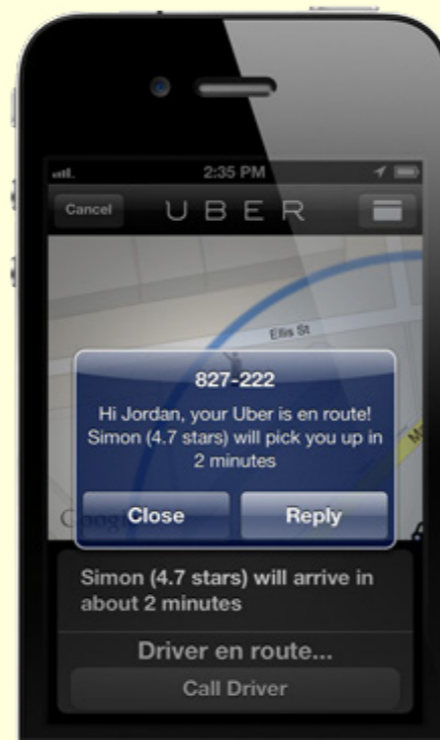 2:35 PM
Cancel
UBER
Ellis St
827-222
Hi Jordan, your Uber is en route!
Simon (4.7 stars) will pick you up in
2 minutes
Close
Reply
Simon (4.7 stars) will arrive in
about 2 minutes
Driver en route...
Call Driver